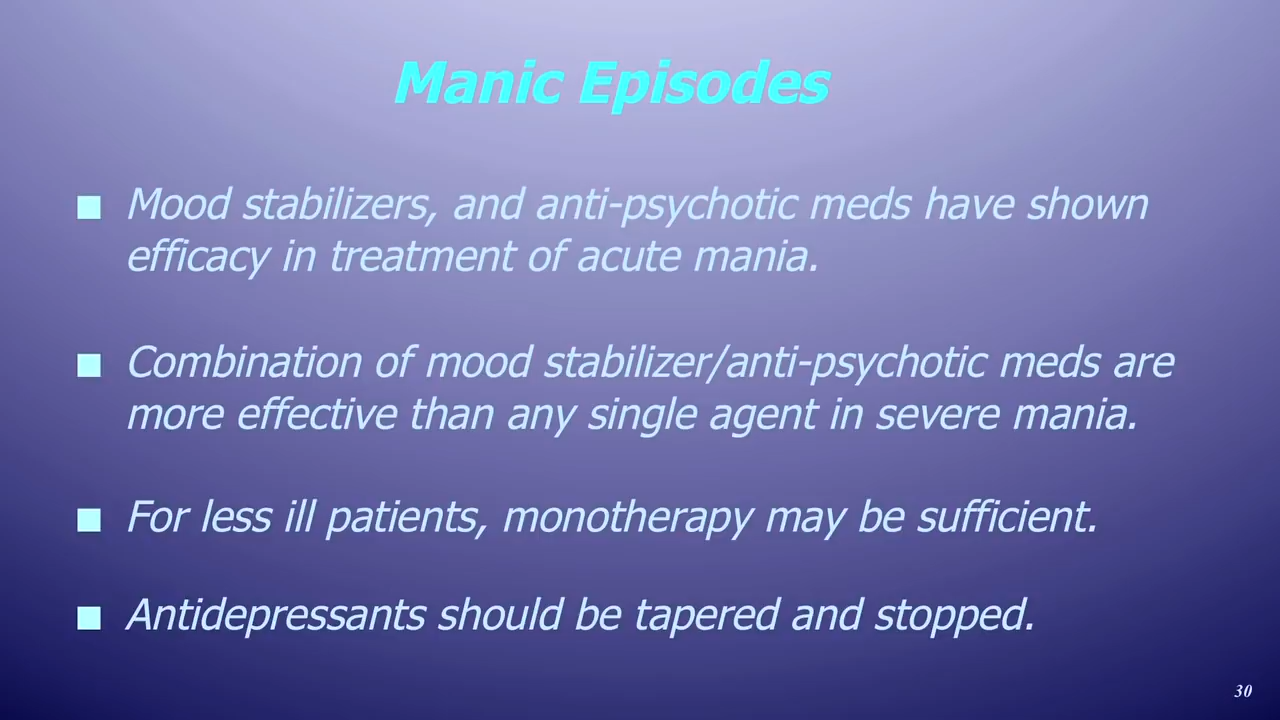 Manic Episodes
■ Mood stabilizers, and anti-psychotic meds have shown
efficacy in treatment of acute mania.
■ Combination of mood stabilizer/anti-psychotic meds are
more effective than any single agent in severe mania.
■ For less ill patients, monotherapy may be sufficient.
■ Antidepressants should be tapered and stopped.
30